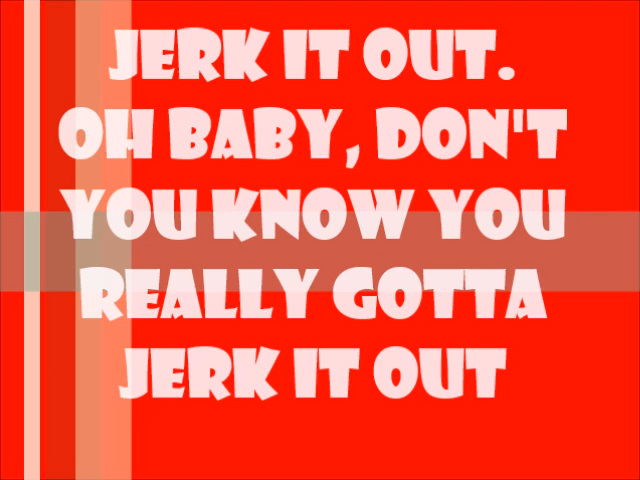 JERK IT OUT.
OH BABY, DON'T
YOU KNOW YOU
REALLY GOTTA
JERK IT OUT